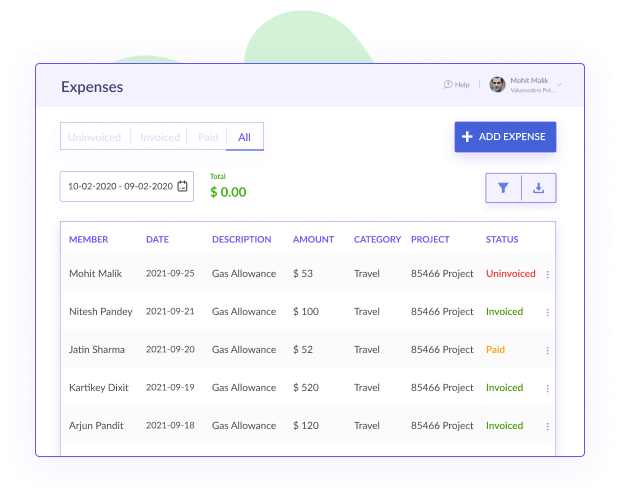 Expenses
Help
Mohit Malik
Valuecoders Pvt...
Uninvoiced Invoiced Paid All
ADD EXPENSE
10-02-2020 - 09-02-2020
Total
$ 0.00
MEMBER DATE DESCRIPTION AMOUNT CATEGORY PROJECT STATUS
Mohit Malik 2021-09-25 Gas Allowance $ 53 Travel 85466 Project Uninvoiced
Nitesh Pandey 2021-09-21 Gas Allowance $ 100 Travel 85466 Project Invoiced
Jatin Sharma 2021-09-20 Gas Allowance $ 52 Travel 85466 Project Paid
Kartikey Dixit 2021-09-19 Gas Allowance $ 520 Travel 85466 Project Invoiced
Arjun Pandit 2021-09-18 Gas Allowance $ 120 Travel 85466 Project Invoiced